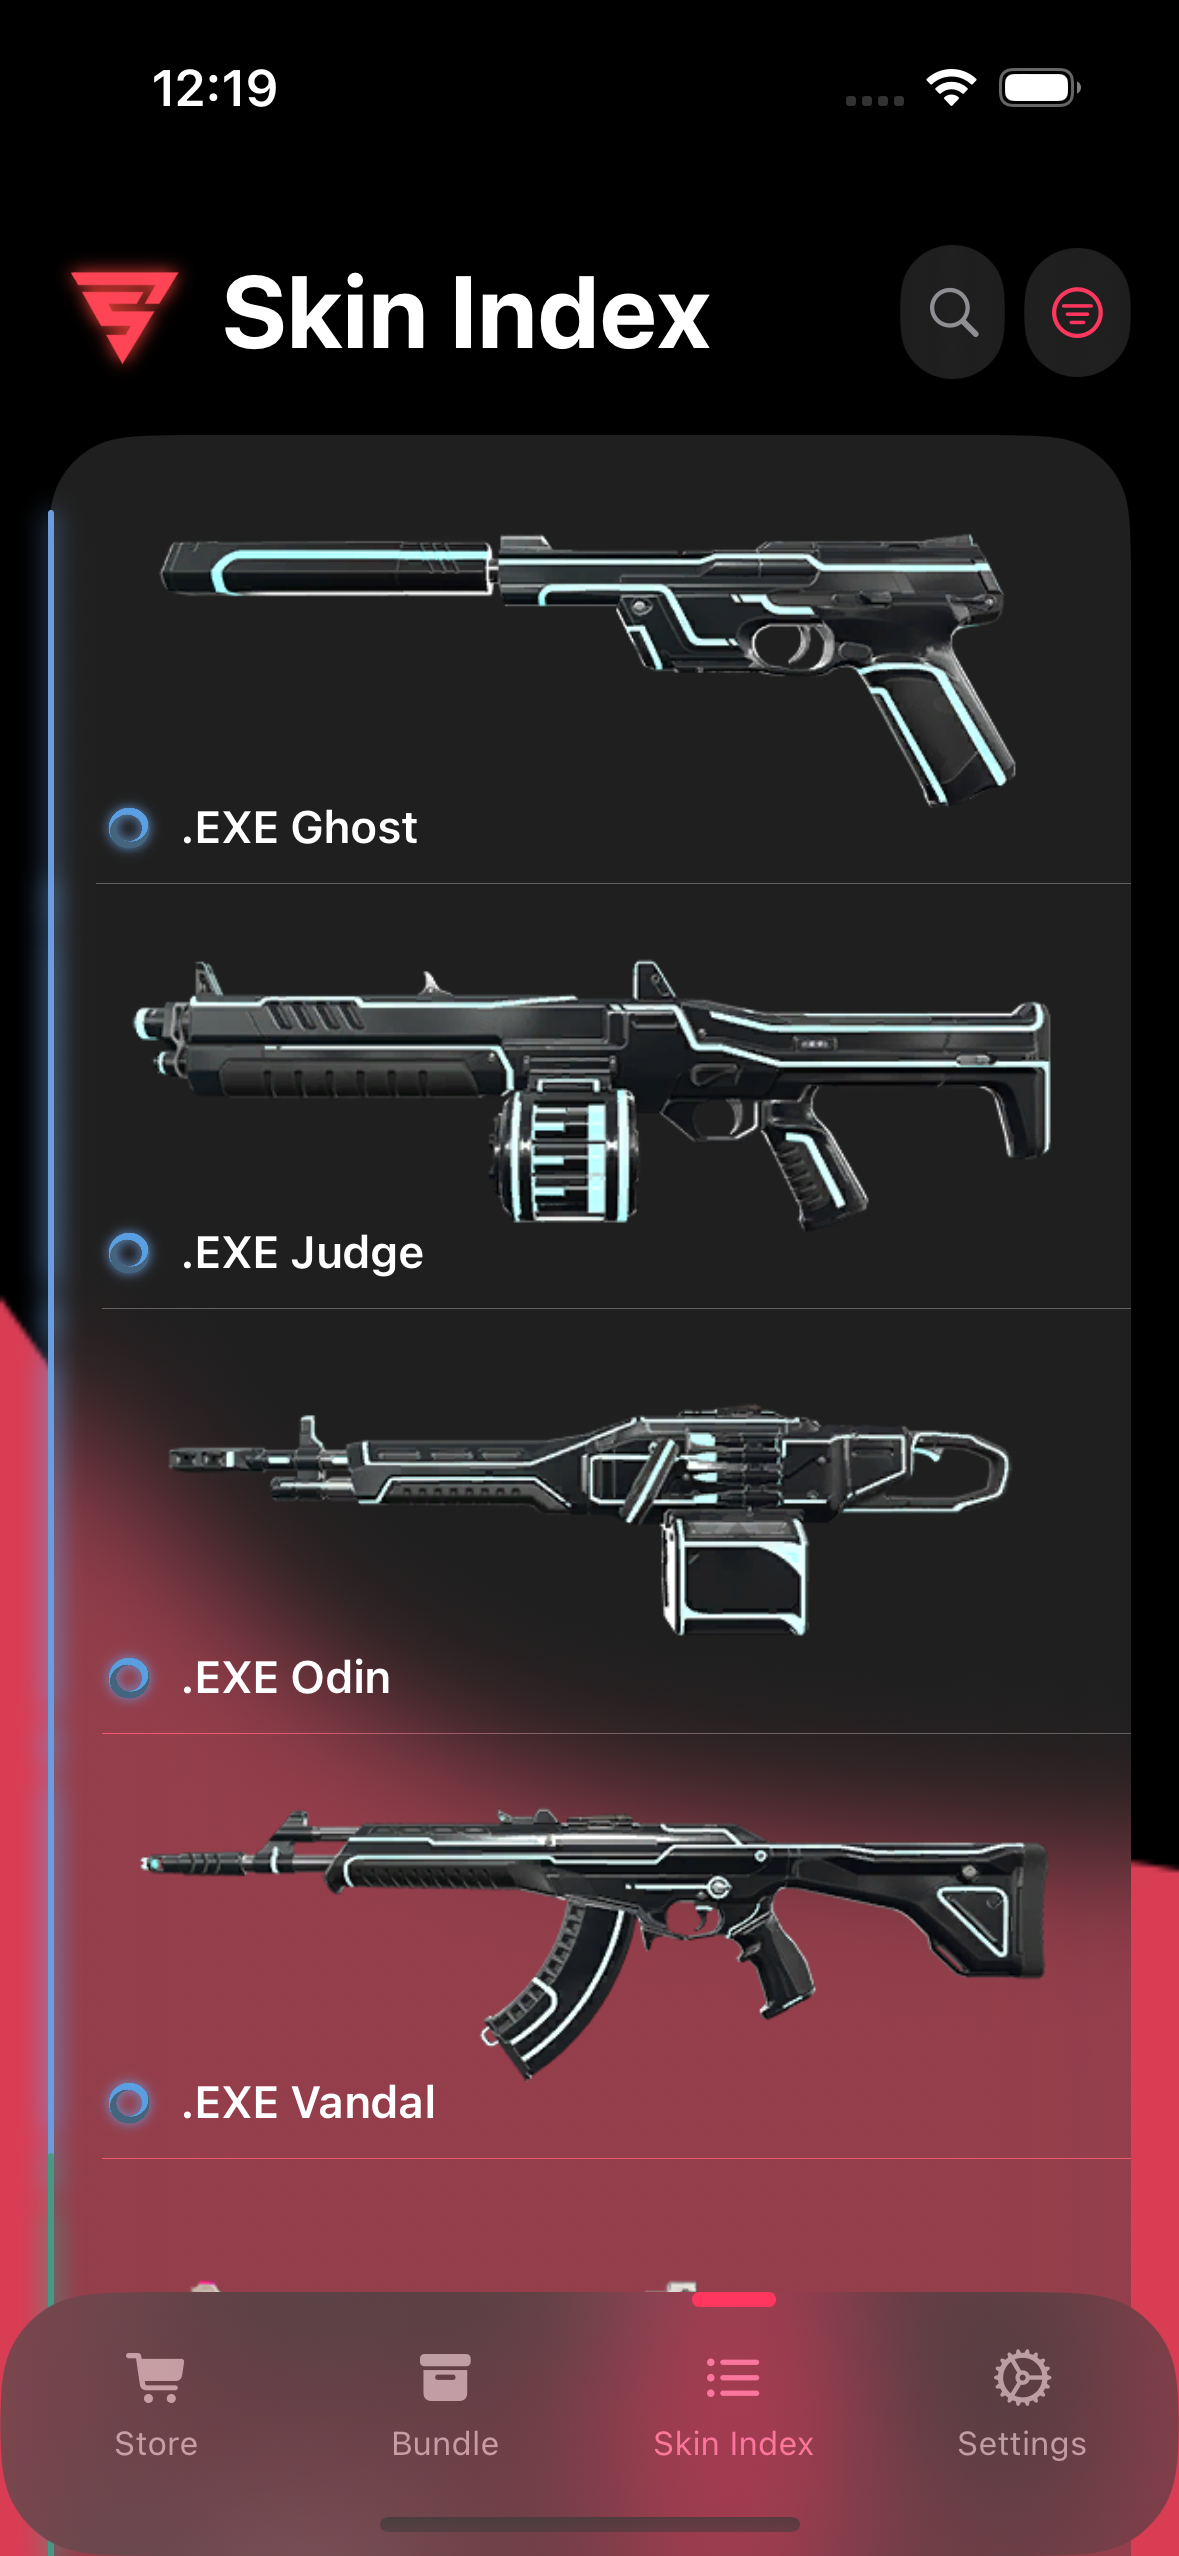 12:19
Skin Index
.EXE Ghost
.EXE Judge
.EXE Odin
.EXE Vandal
Store
Bundle
Skin Index
Settings